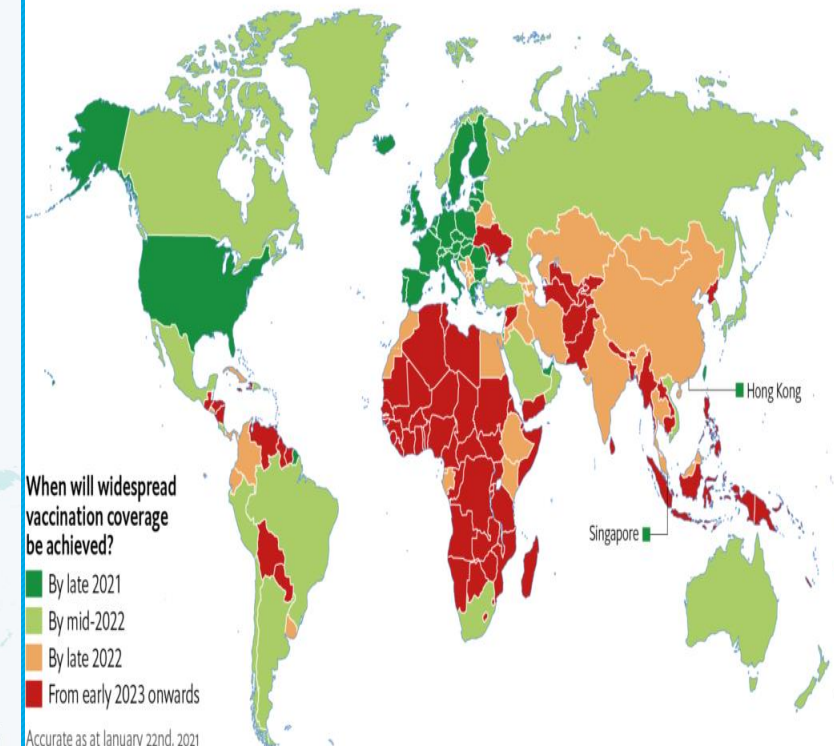 Hong Kong
Singapore
When will widespread
vaccination coverage
be achieved?
By late 2021
By mid-2022
By late 2022
From early 2023 onwards
Accurate as at January 22nd, 2021